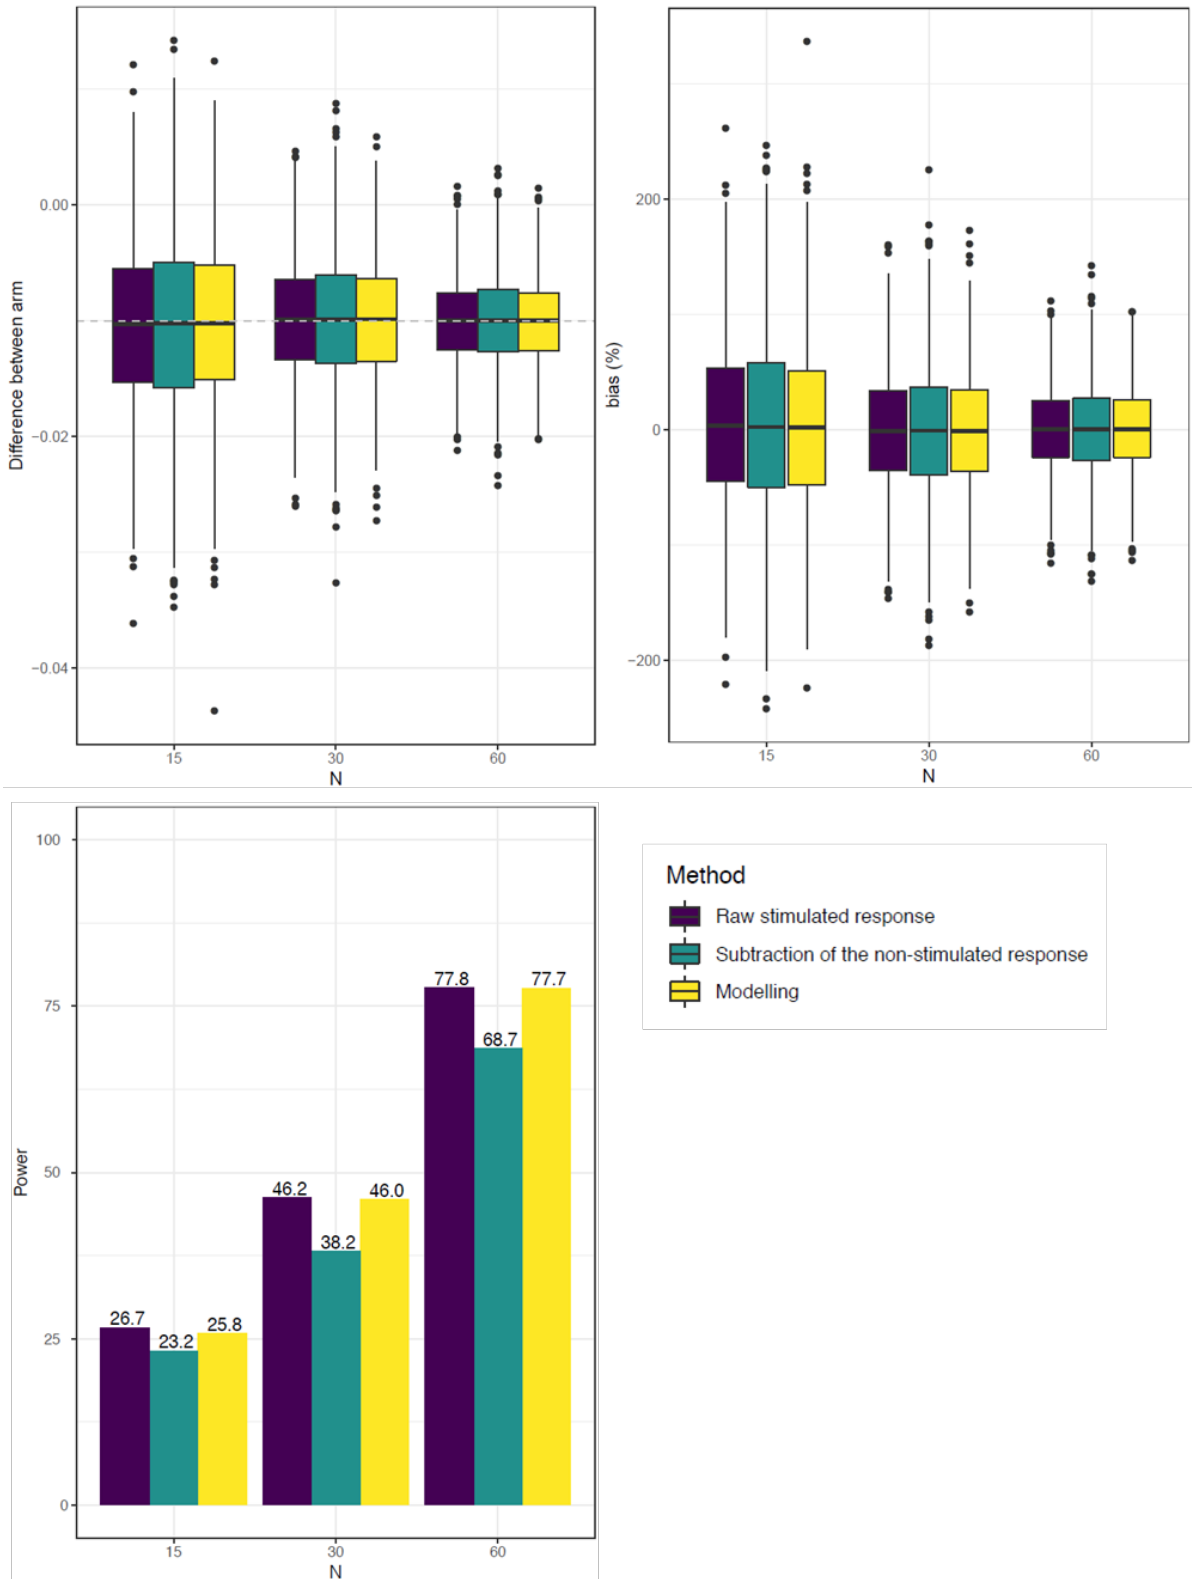 Difference between arm
0.00
−0.02
−0.04
15
30
60
N
bias (%)
200
0
−200
15
30
60
N
Power
100
75
50
25
0
26.7
23.2
25.8
46.2
38.2
46.0
77.8
68.7
77.7
15
30
60
N
Method
Raw stimulated response
Subtraction of the non-stimulated response
Modelling